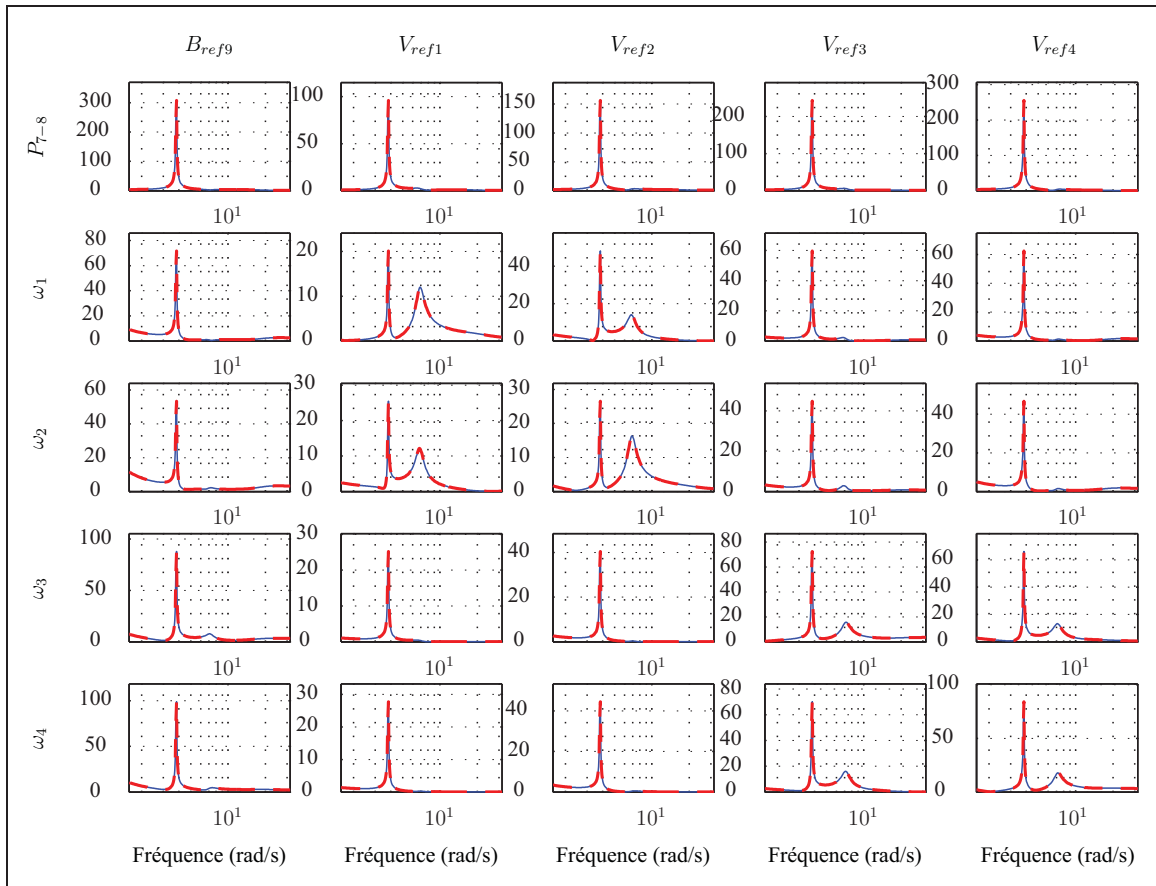 B_{ref9} V_{ref1} V_{ref2} V_{ref3} V_{ref4}
P_{7-8}
300 200 100 0
100 50 0
150 100 50 0
200 100 0
300 200 100 0
10^1 10^1 10^1 10^1 10^1
ω_1
80 60 40 20 0
20 10 0
40 20 0
60 40 20 0
60 40 20 0
10^1 10^1 10^1 10^1 10^1
ω_2
60 40 20 0
30 20 10 0
30 20 10 0
40 20 0
40 20 0
10^1 10^1 10^1 10^1 10^1
ω_3
100 50 0
30 20 10 0
40 20 0
80 60 40 20 0
60 40 20 0
10^1 10^1 10^1 10^1 10^1
ω_4
100 50 0
30 20 10 0
40 20 0
80 60 40 20 0
100 50 0
10^1 10^1 10^1 10^1 10^1
Fréquence (rad/s) Fréquence (rad/s) Fréquence (rad/s) Fréquence (rad/s) Fréquence (rad/s)